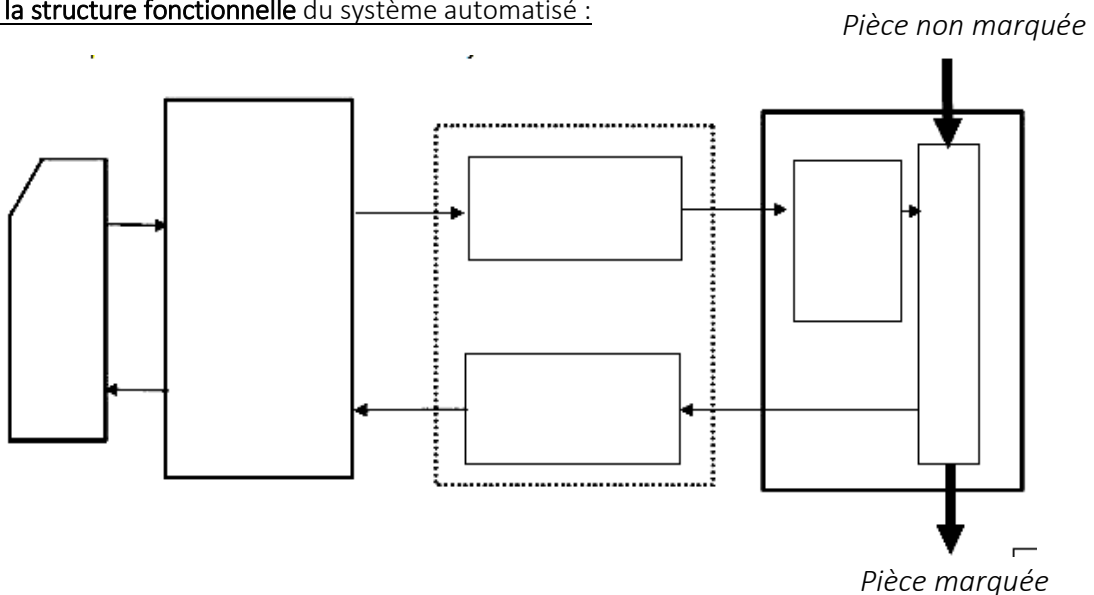 la structure fonctionnelle du système automatisé :
Pièce non marquée
Pièce marquée